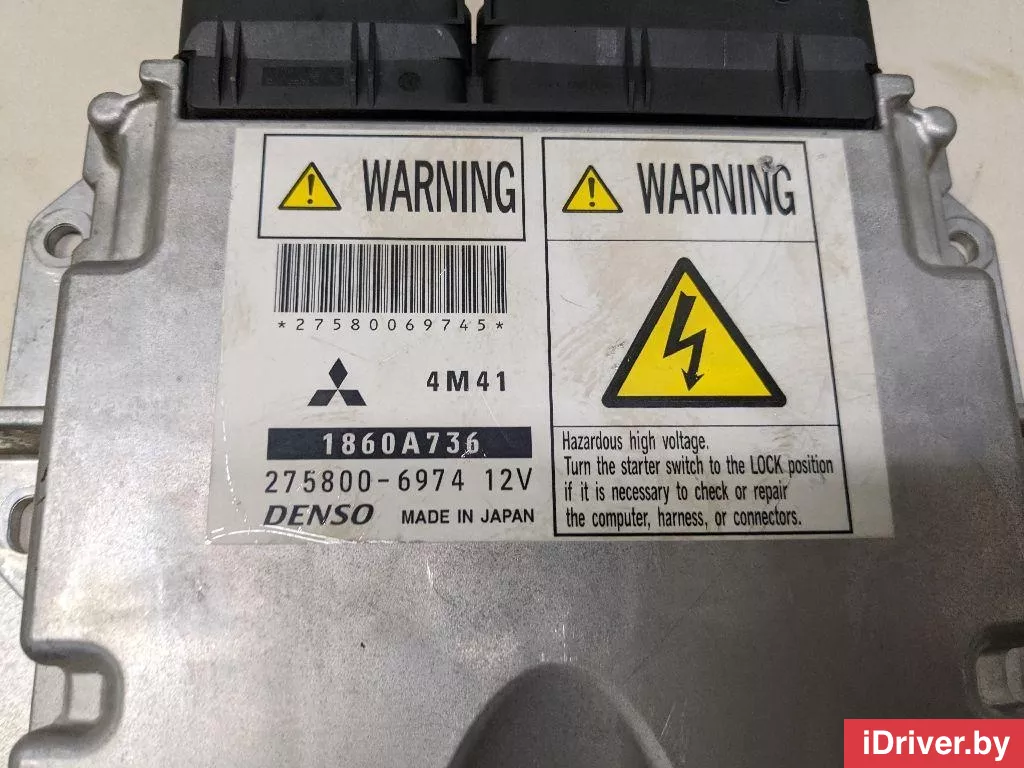 WARNING
*27580069745*
4M41
1860A736
275800-6974 12V
DENSO MADE IN JAPAN
WARNING
Hazardous high voltage.
Turn the starter switch to the LOCK position
if it is necessary to check or repair
the computer, harness, or connectors.
iDriver.by